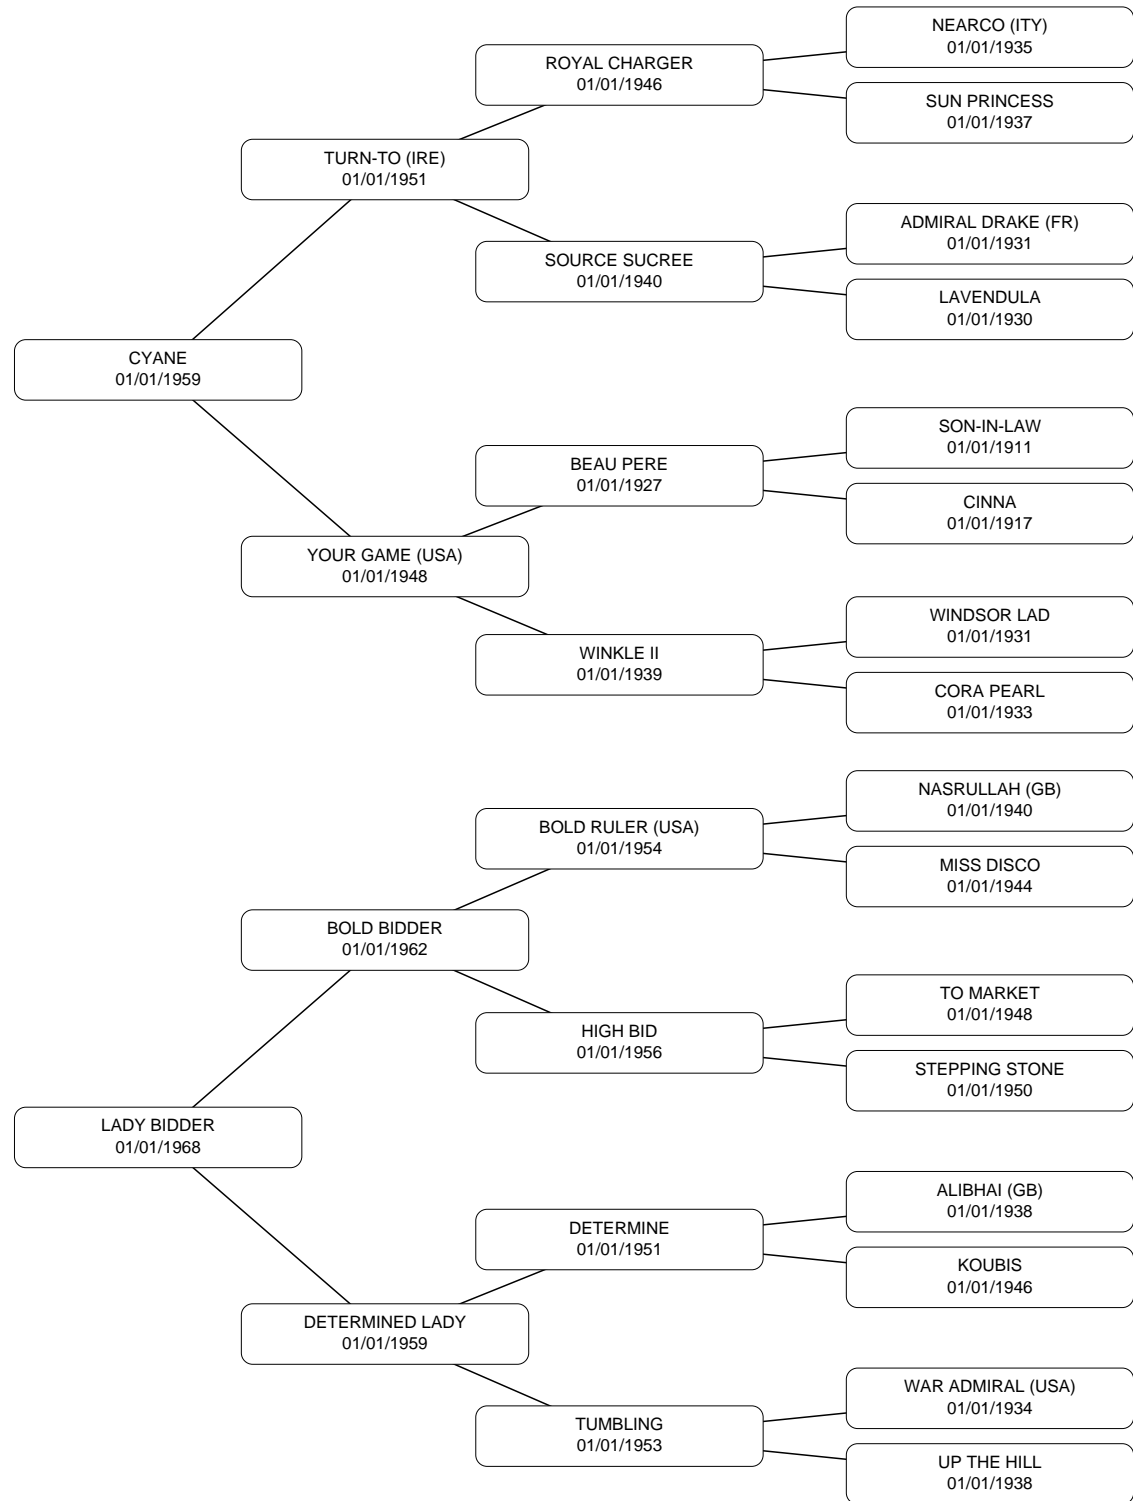 NEARCO (ITY)
01/01/1935
ROYAL CHARGER
01/01/1946
SUN PRINCESS
01/01/1937
TURN-TO (IRE)
01/01/1951
ADMIRAL DRAKE (FR)
01/01/1931
SOURCE SUCREE
01/01/1940
LAVENDULA
01/01/1930
CYANE
01/01/1959
SON-IN-LAW
01/01/1911
BEAU PERE
01/01/1927
CINNA
01/01/1917
YOUR GAME (USA)
01/01/1948
WINDSOR LAD
01/01/1931
WINKLE II
01/01/1939
CORA PEARL
01/01/1933
NASRULLAH (GB)
01/01/1940
BOLD RULER (USA)
01/01/1954
MISS DISCO
01/01/1944
BOLD BIDDER
01/01/1962
TO MARKET
01/01/1948
HIGH BID
01/01/1956
STEPPING STONE
01/01/1950
LADY BIDDER
01/01/1968
ALIBHAI (GB)
01/01/1938
DETERMINE
01/01/1951
KOUBIS
01/01/1946
DETERMINED LADY
01/01/1959
WAR ADMIRAL (USA)
01/01/1934
TUMBLING
01/01/1953
UP THE HILL
01/01/1938